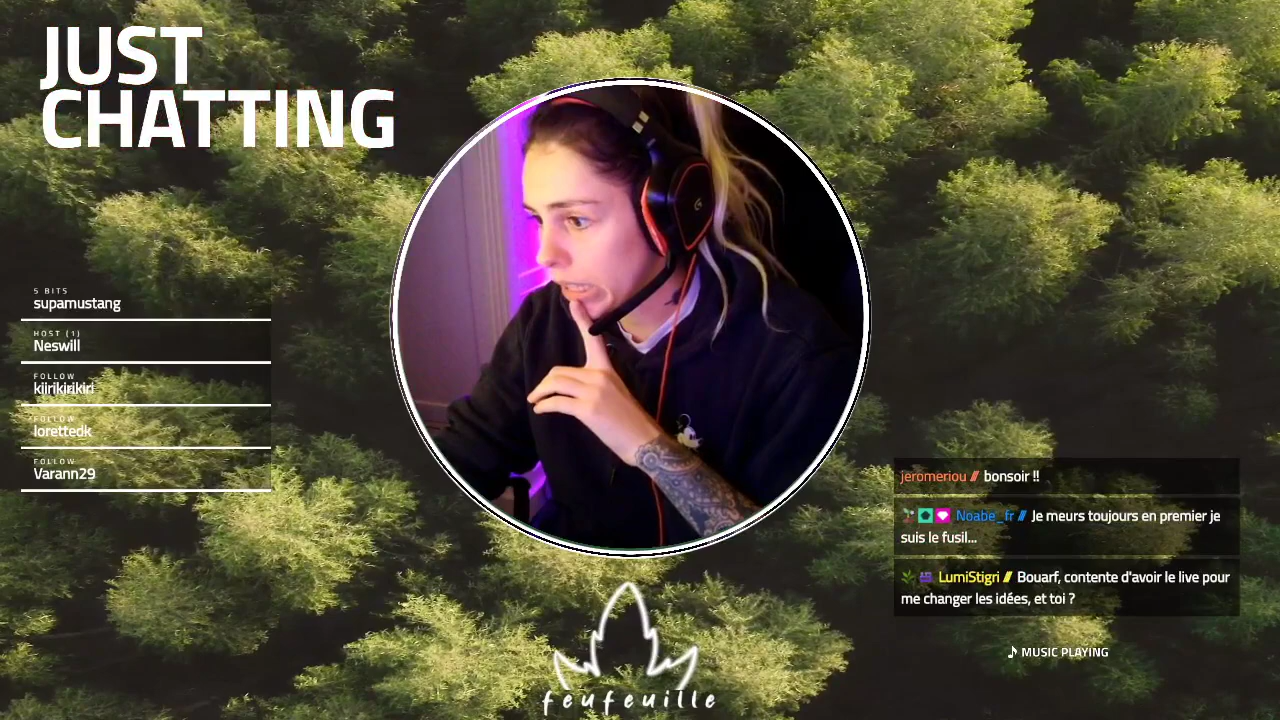 JUST
CHATTING
5 BITS
supamustang
HOST (1)
Neswill
FOLLOW
kiirikirikiri
FOLLOW
lorettedk
FOLLOW
Varann29
jeromeriou // bonsoir !!
Noabe_fr // Je meurs toujours en premier je
suis le fusil...
LumiStigri // Bouarf, contente d'avoir le live pour
me changer les idées, et toi ?
♪ MUSIC PLAYING
feufeuille